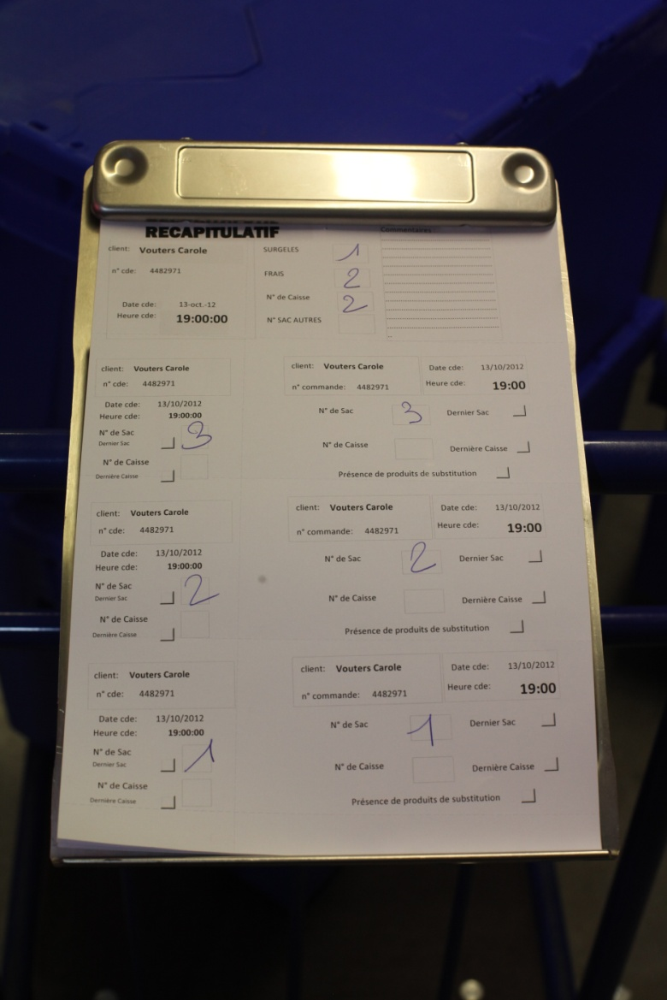 RECAPITULATIF
Commentaires
client: Vouters Carole
n° cde: 4482971
Date cde: 13-oct.-12
Heure cde: 19:00:00
SURGELES 1
FRAIS 2
N° de Caisse 2
N° SAC AUTRES
client: Vouters Carole
n° cde: 4482971
Date cde: 13/10/2012
Heure cde: 19:00:00
N° de Sac 3
Dernier Sac
N° de Caisse
Dernière Caisse
client: Vouters Carole
n° commande: 4482971
Date cde: 13/10/2012
Heure cde: 19:00
N° de Sac 3 Dernier Sac
N° de Caisse Dernière Caisse
Présence de produits de substitution
client: Vouters Carole
n° cde: 4482971
Date cde: 13/10/2012
Heure cde: 19:00:00
N° de Sac 2
Dernier Sac
N° de Caisse
Dernière Caisse
client: Vouters Carole
n° commande: 4482971
Date cde: 13/10/2012
Heure cde: 19:00
N° de Sac 2 Dernier Sac
N° de Caisse Dernière Caisse
Présence de produits de substitution
client: Vouters Carole
n° cde: 4482971
Date cde: 13/10/2012
Heure cde: 19:00:00
N° de Sac 1
Dernier Sac
N° de Caisse
Dernière Caisse
client: Vouters Carole
n° commande: 4482971
Date cde: 13/10/2012
Heure cde: 19:00
N° de Sac 1 Dernier Sac
N° de Caisse Dernière Caisse
Présence de produits de substitution